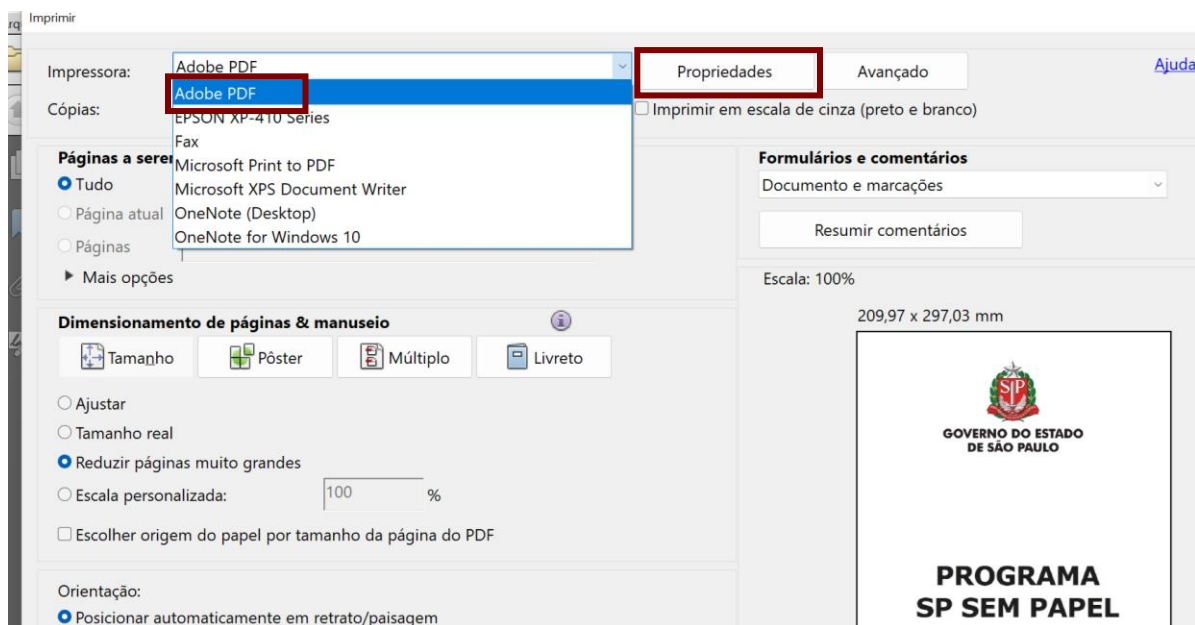 rq
Imprimir
Impressora:
Adobe PDF
Propriedades
Avançado
Ajuda
Adobe PDF
Cópias:
EPSON XP-410 Series
Imprimir em escala de cinza (preto e branco)
Fax
Microsoft Print to PDF
Microsoft XPS Document Writer
OneNote (Desktop)
OneNote for Windows 10
Páginas a serem
Tudo
Página atual
Páginas
Mais opções
Formulários e comentários
Documento e marcações
Resumir comentários
Escala: 100%
Dimensionamento de páginas & manuseio
209,97 x 297,03 mm
Tamanho
Pôster
Múltiplo
Livreto
Ajustar
Tamanho real
Reduzir páginas muito grandes
Escala personalizada:
100
%
Escolher origem do papel por tamanho da página do PDF
SP
GOVERNO DO ESTADO
DE SÃO PAULO
PROGRAMA
SP SEM PAPEL
Orientação:
Posicionar automaticamente em retrato/paisagem